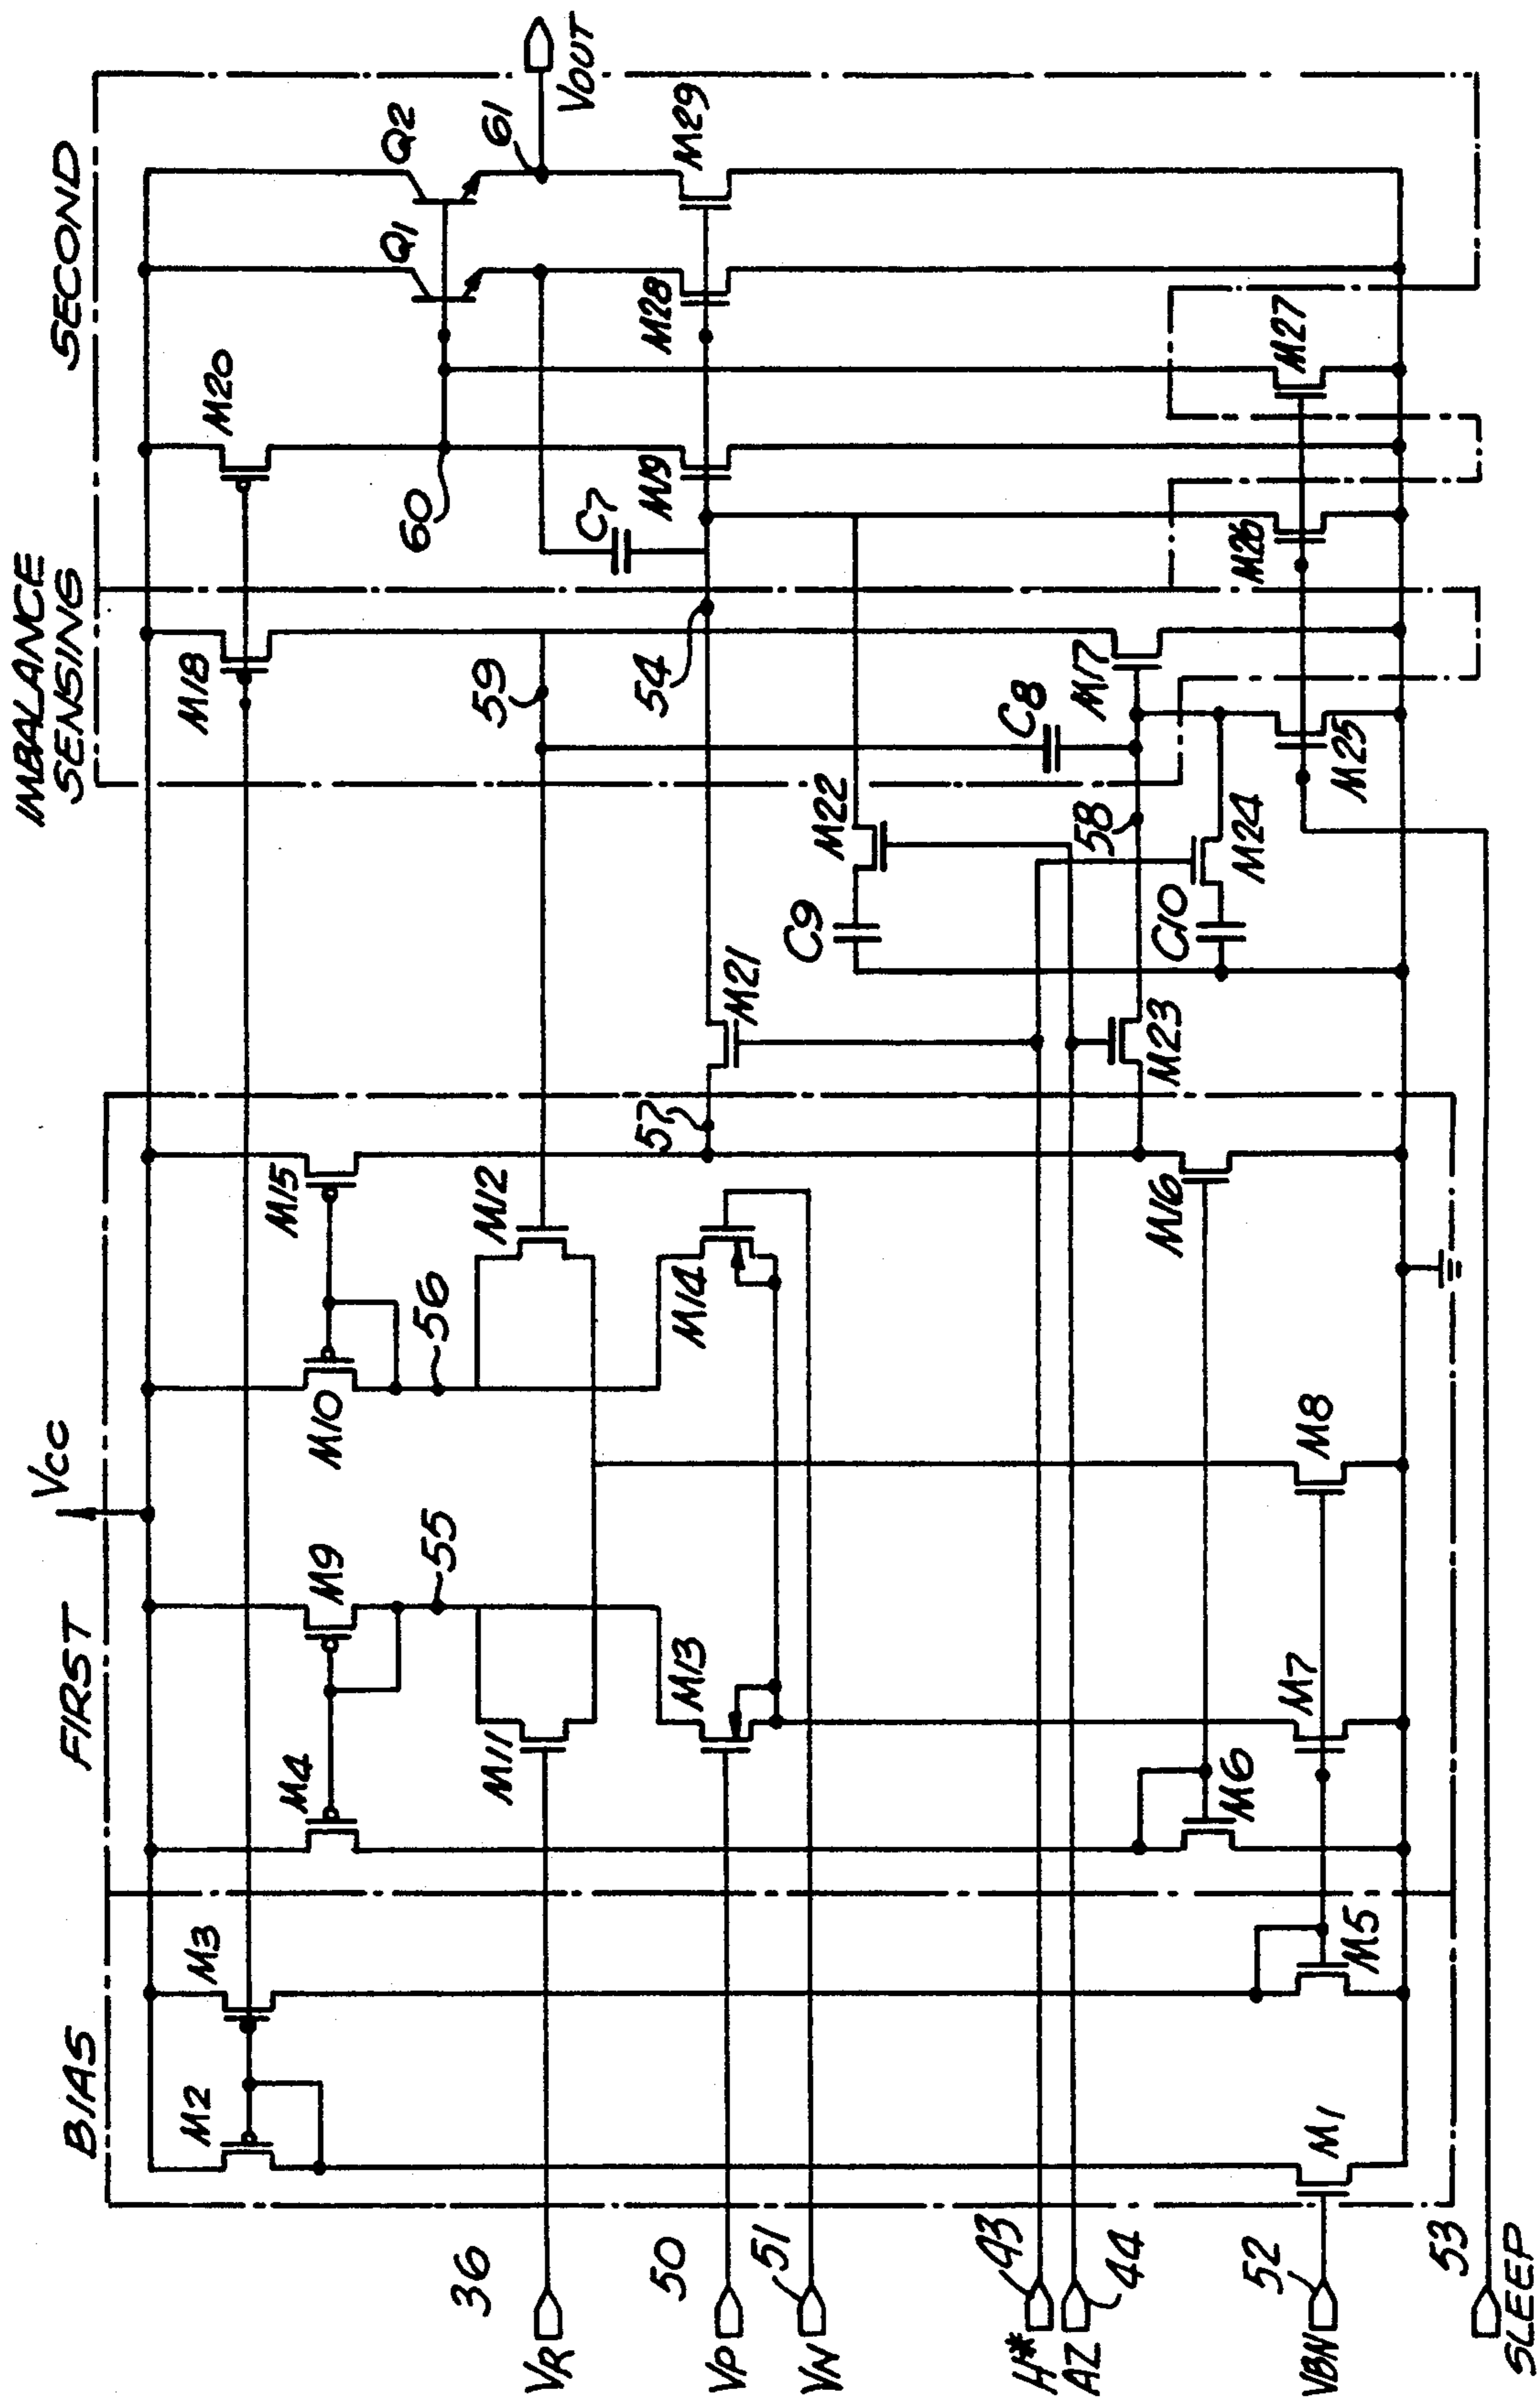 BIAS
FIRST
Vcc
IMBALANCE
SENSING
SECOND
M2
M3
M4
M9
M10
M15
M18
M20
Q1
Q2
55
56
59
60
61
VOUT
36
VR
M11
M12
C7
50
VP
M13
M14
57
M21
54
M19
M28
M29
51
VN
C9
M22
43
H*
44
AZ
M23
58
C8
M17
C10
M24
M6
M16
52
VBN
M1
M5
M7
M8
M25
M26
M27
53
SLEEP